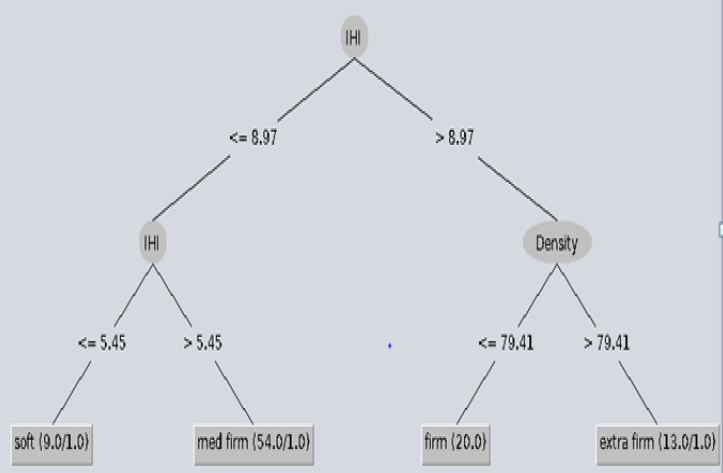 IHI
<= 8.97
> 8.97
IHI
Density
<= 5.45
> 5.45
<= 79.41
> 79.41
soft (9.0/1.0)
med firm (54.0/1.0)
firm (20.0)
extra firm (13.0/1.0)